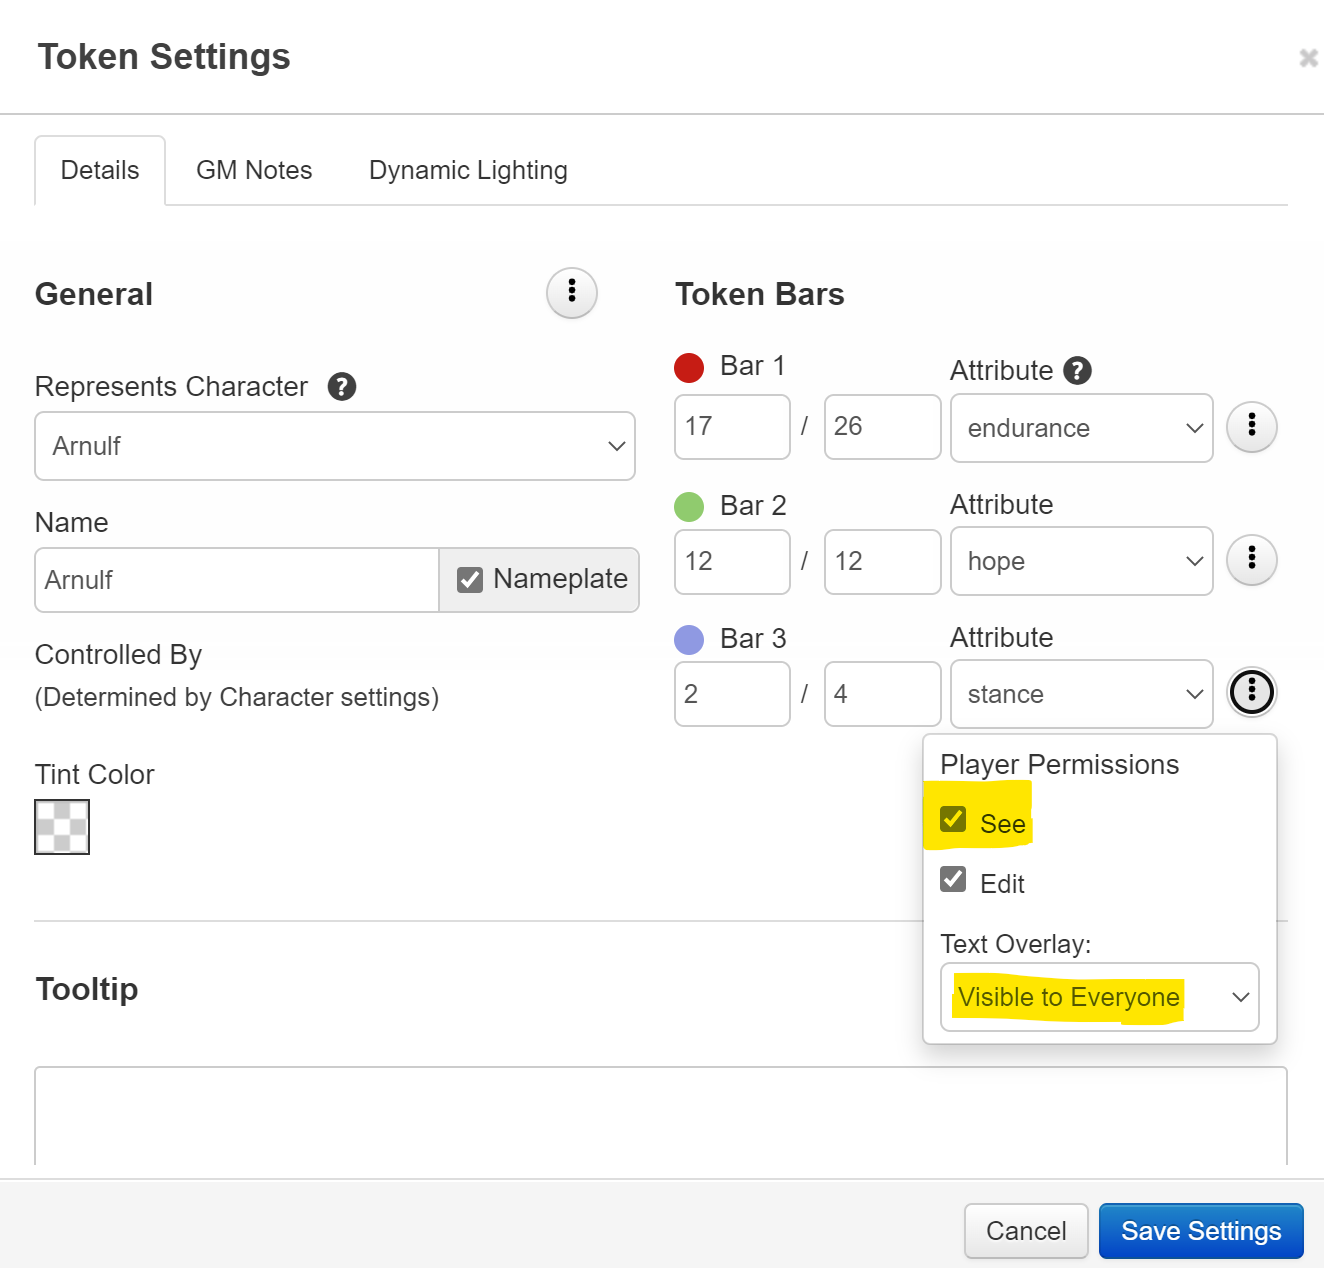 Token Settings
Details
GM Notes
Dynamic Lighting
General
Represents Character ?
Arnulf
Name
Arnulf
Nameplate
Controlled By
(Determined by Character settings)
Tint Color
Token Bars
Bar 1
Attribute ?
17 / 26
endurance
Bar 2
Attribute
12 / 12
hope
Bar 3
Attribute
2 / 4
stance
Player Permissions
See
Edit
Text Overlay:
Visible to Everyone
Tooltip
Cancel
Save Settings